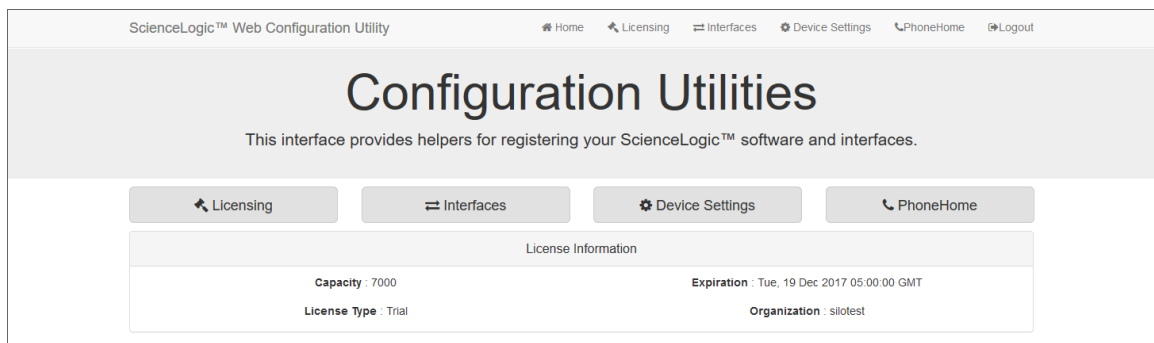 ScienceLogic™ Web Configuration Utility Home Licensing Interfaces Device Settings PhoneHome Logout
Configuration Utilities
This interface provides helpers for registering your ScienceLogic™ software and interfaces.
Licensing Interfaces Device Settings PhoneHome
License Information
Capacity : 7000 Expiration : Tue, 19 Dec 2017 05:00:00 GMT
License Type : Trial Organization : silotest